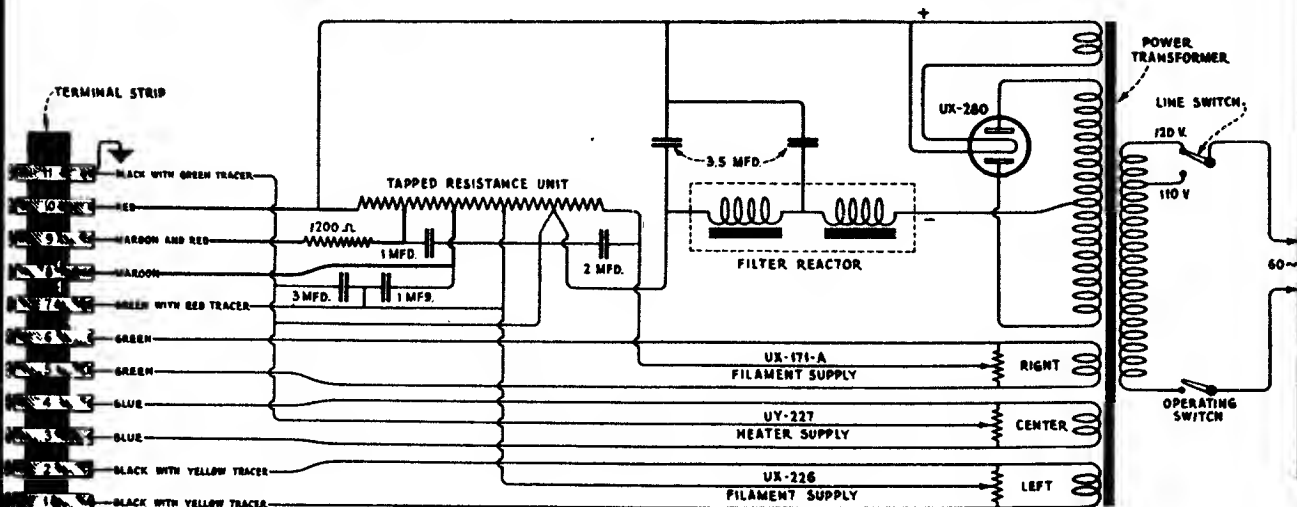 +
POWER
TRANSFORMER
TERMINAL STRIP
LINE SWITCH
UX-280
120 V.
110 V
11 BLACK WITH GREEN TRACER
3.5 MFD.
TAPPED RESISTANCE UNIT
10 RED
1200 Ω
9 MAROON AND RED
1 MFD.
2 MFD.
-
FILTER REACTOR
60~
8 MAROON
3 MFD.
1 MFD.
7 GREEN WITH RED TRACER
6 GREEN
UX-171-A
FILAMENT SUPPLY
RIGHT
5 GREEN
4 BLUE
UY-227
HEATER SUPPLY
CENTER
OPERATING
SWITCH
3 BLUE
2 BLACK WITH YELLOW TRACER
UX-226
FILAMENT SUPPLY
LEFT
1 BLACK WITH YELLOW TRACER